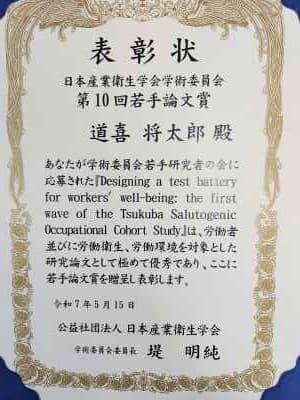 表彰状
日本産業衛生学会学術委員会
第10回若手論文賞
道喜 将太郎 殿
あなたが学術委員会若手研究者の会に
応募された『Designing a test battery
for workers' well-being: the first
wave of the Tsukuba Salutogenic
Occupational Cohort Study』は、労働者
並びに労働衛生、労働環境を対象とした
研究論文として極めて優秀であり、ここに
若手論文賞を贈呈し表彰します。
令和7年5月15日
公益社団法人 日本産業衛生学会
学術委員会委員長 堤 明純